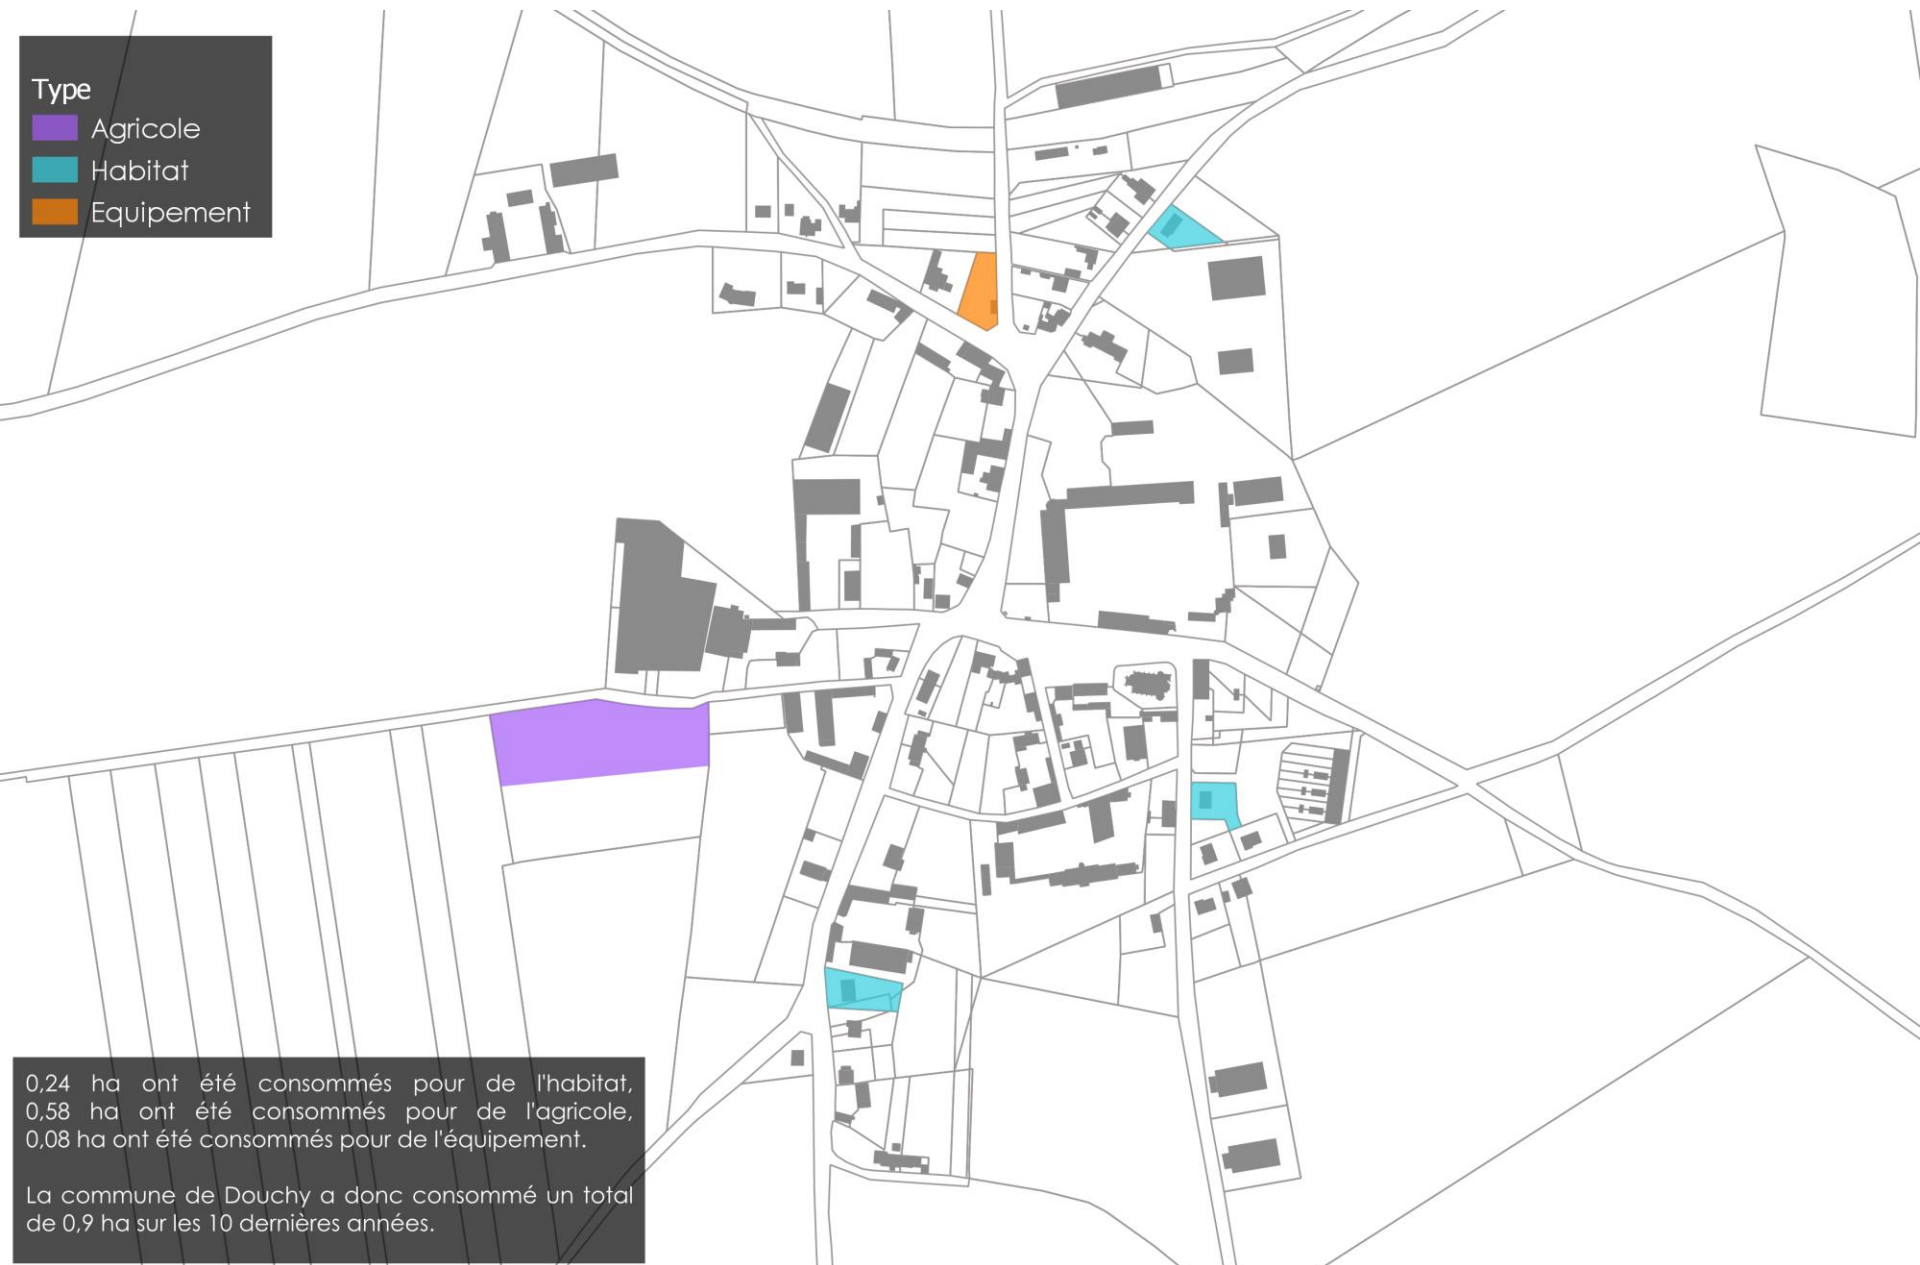 Type
Agricole
Habitat
Equipement
0,24 ha ont été consommés pour de l'habitat,
0,58 ha ont été consommés pour de l'agricole,
0,08 ha ont été consommés pour de l'équipement.
La commune de Douchy a donc consommé un total
de 0,9 ha sur les 10 dernières années.